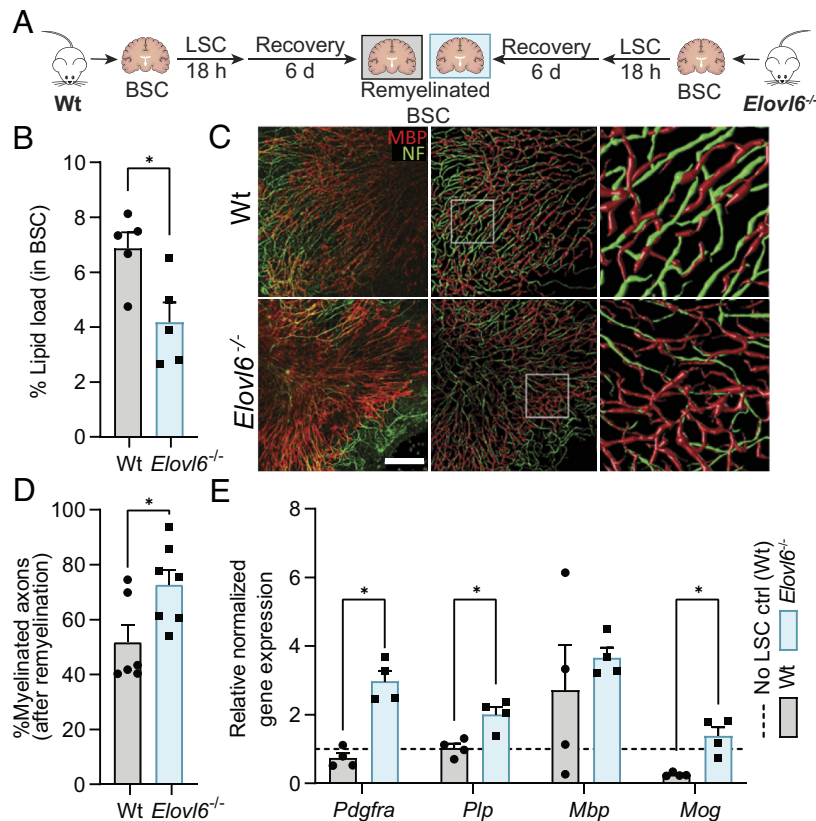 A
Wt
BSC
LSC
18 h
Recovery
6 d
Remyelinated
BSC
Recovery
6 d
LSC
18 h
BSC
Elovl6-/-
B
% Lipid load (in BSC)
10
8
6
4
2
0
*
Wt Elovl6-/-
C
MBP
NF
Wt
Elovl6-/-
D
%Myelinated axons
(after remyelination)
100
80
60
40
20
0
*
Wt Elovl6-/-
E
Relative normalized
gene expression
8
6
4
2
0
*
*
*
Pdgfra Plp Mbp Mog
No LSC ctrl (Wt)
Wt
Elovl6-/-